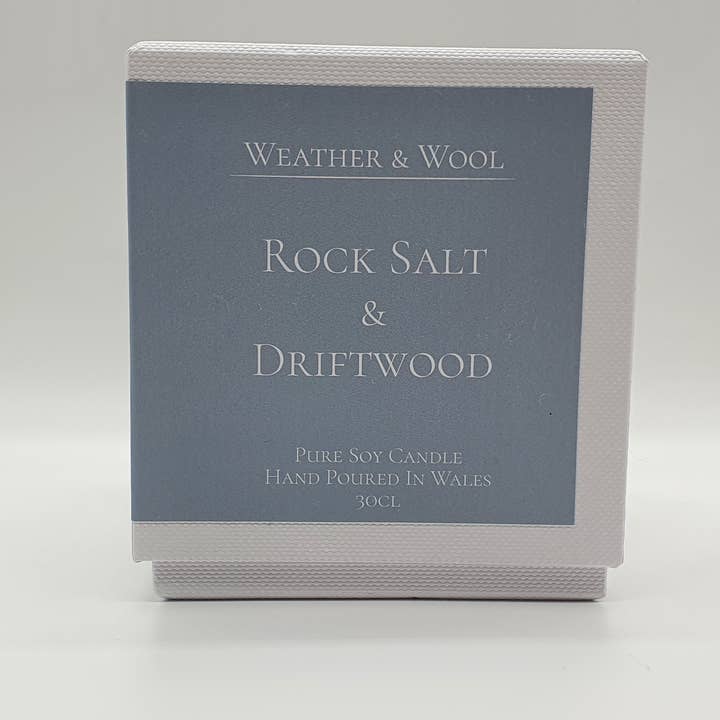 Weather & Wool
Rock Salt
&
Driftwood
Pure Soy Candle
Hand Poured In Wales
30cl